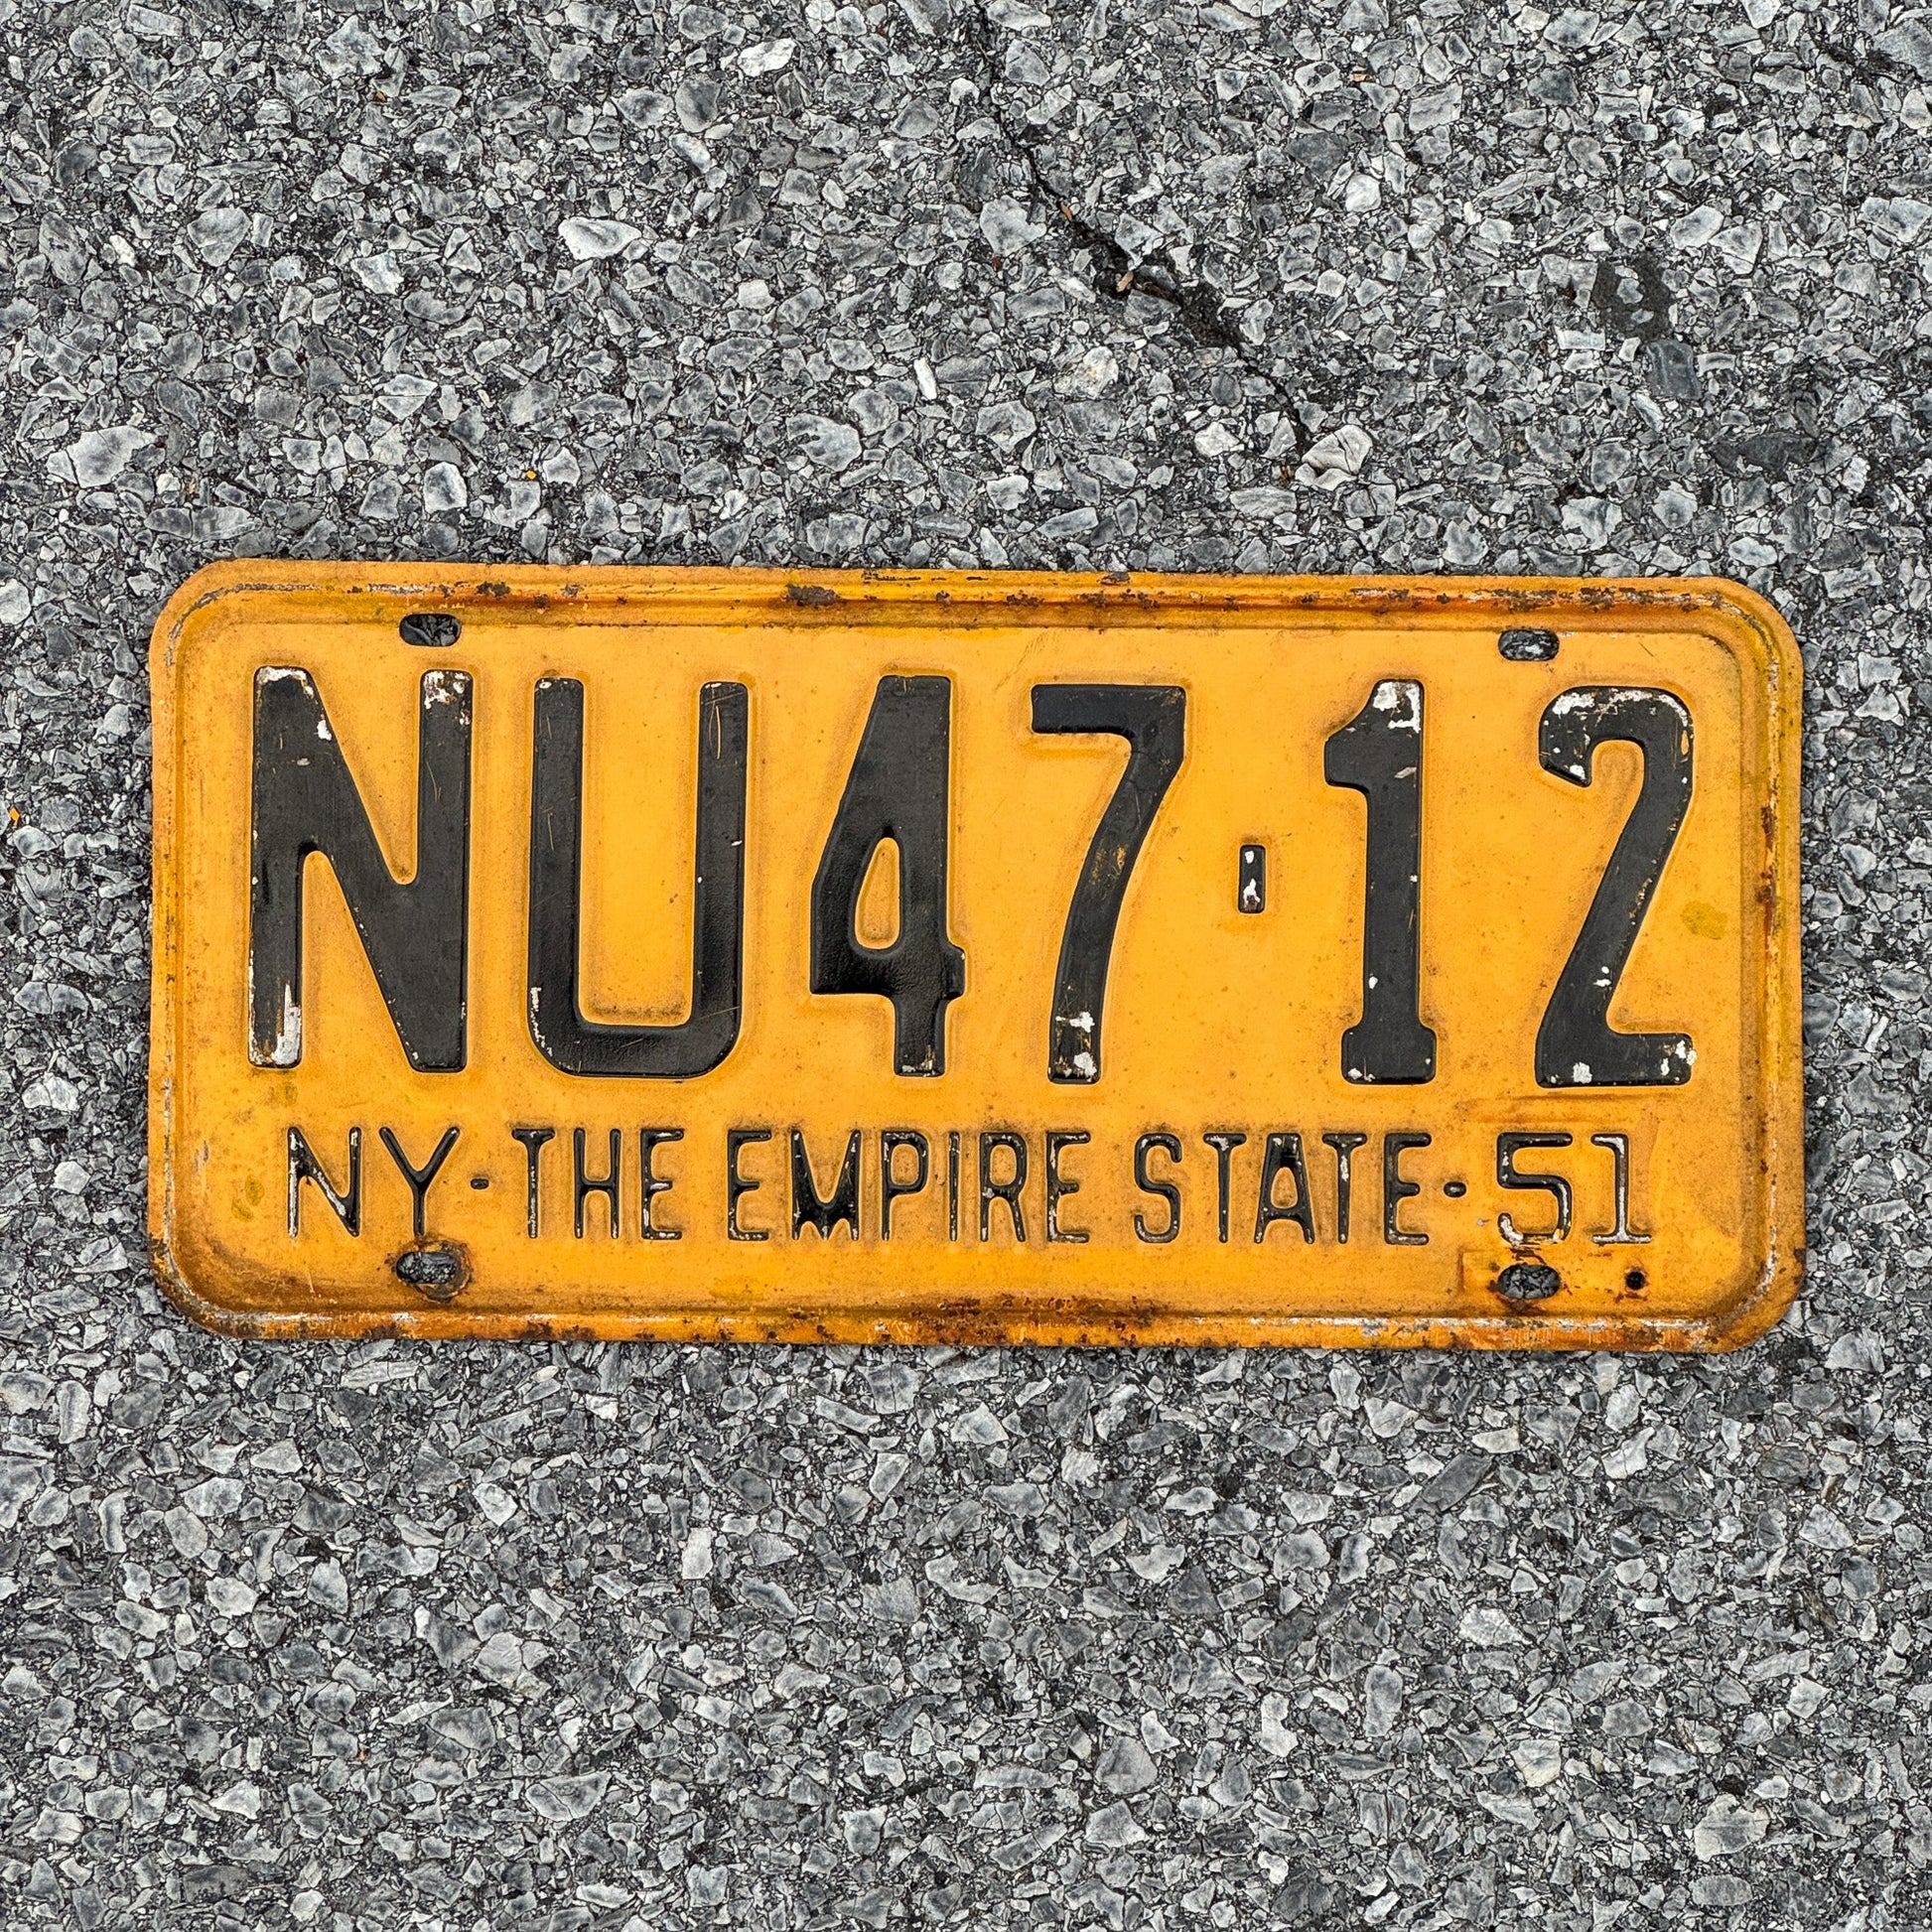 NU47-12
NY-THE EMPIRE STATE-51